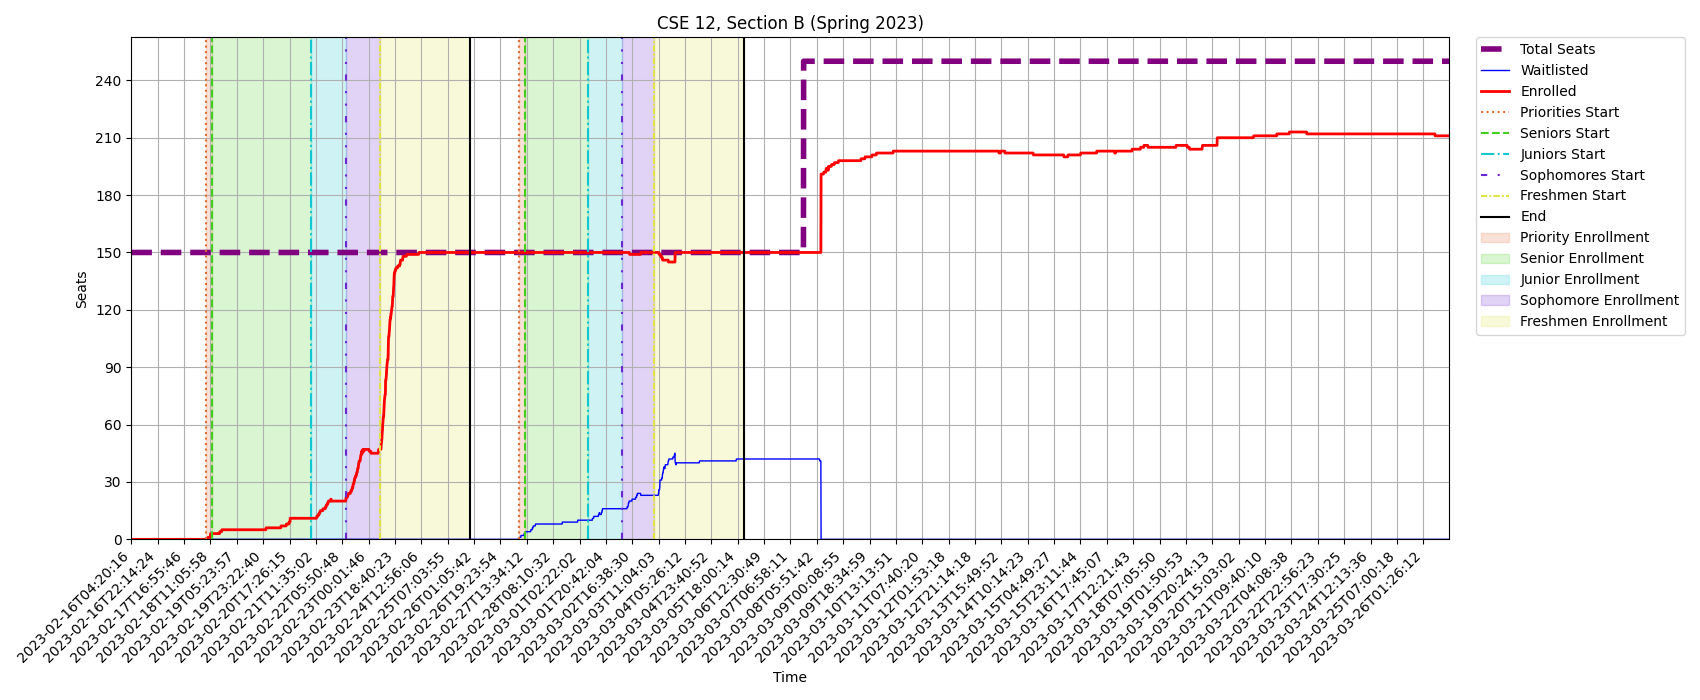 CSE 12, Section B (Spring 2023)
Seats
240
210
180
150
120
90
60
30
0
2023-02-16T04:20:16
2023-02-16T22:14:24
2023-02-17T16:55:46
2023-02-18T11:05:58
2023-02-19T05:23:57
2023-02-19T23:22:40
2023-02-20T17:26:15
2023-02-21T11:35:02
2023-02-22T05:50:48
2023-02-23T00:01:46
2023-02-23T18:40:23
2023-02-24T12:56:06
2023-02-25T07:03:55
2023-02-26T01:05:42
2023-02-26T19:23:54
2023-02-27T13:34:12
2023-02-28T08:10:32
2023-03-01T02:22:02
2023-03-01T20:42:04
2023-03-02T16:38:30
2023-03-03T11:04:03
2023-03-04T05:26:12
2023-03-04T23:40:52
2023-03-05T18:00:14
2023-03-06T12:30:49
2023-03-07T06:58:11
2023-03-08T05:51:42
2023-03-09T00:08:55
2023-03-09T18:34:59
2023-03-10T13:13:51
2023-03-11T07:40:20
2023-03-12T01:53:18
2023-03-12T21:14:18
2023-03-13T15:49:52
2023-03-14T10:14:23
2023-03-15T04:49:27
2023-03-15T23:11:44
2023-03-16T17:45:07
2023-03-17T12:21:43
2023-03-18T07:05:50
2023-03-19T01:50:53
2023-03-19T20:24:13
2023-03-20T15:03:02
2023-03-21T09:40:10
2023-03-22T04:08:38
2023-03-22T22:56:23
2023-03-23T17:30:25
2023-03-24T12:13:36
2023-03-25T07:00:18
2023-03-26T01:26:12
Time
Total Seats
Waitlisted
Enrolled
Priorities Start
Seniors Start
Juniors Start
Sophomores Start
Freshmen Start
End
Priority Enrollment
Senior Enrollment
Junior Enrollment
Sophomore Enrollment
Freshmen Enrollment